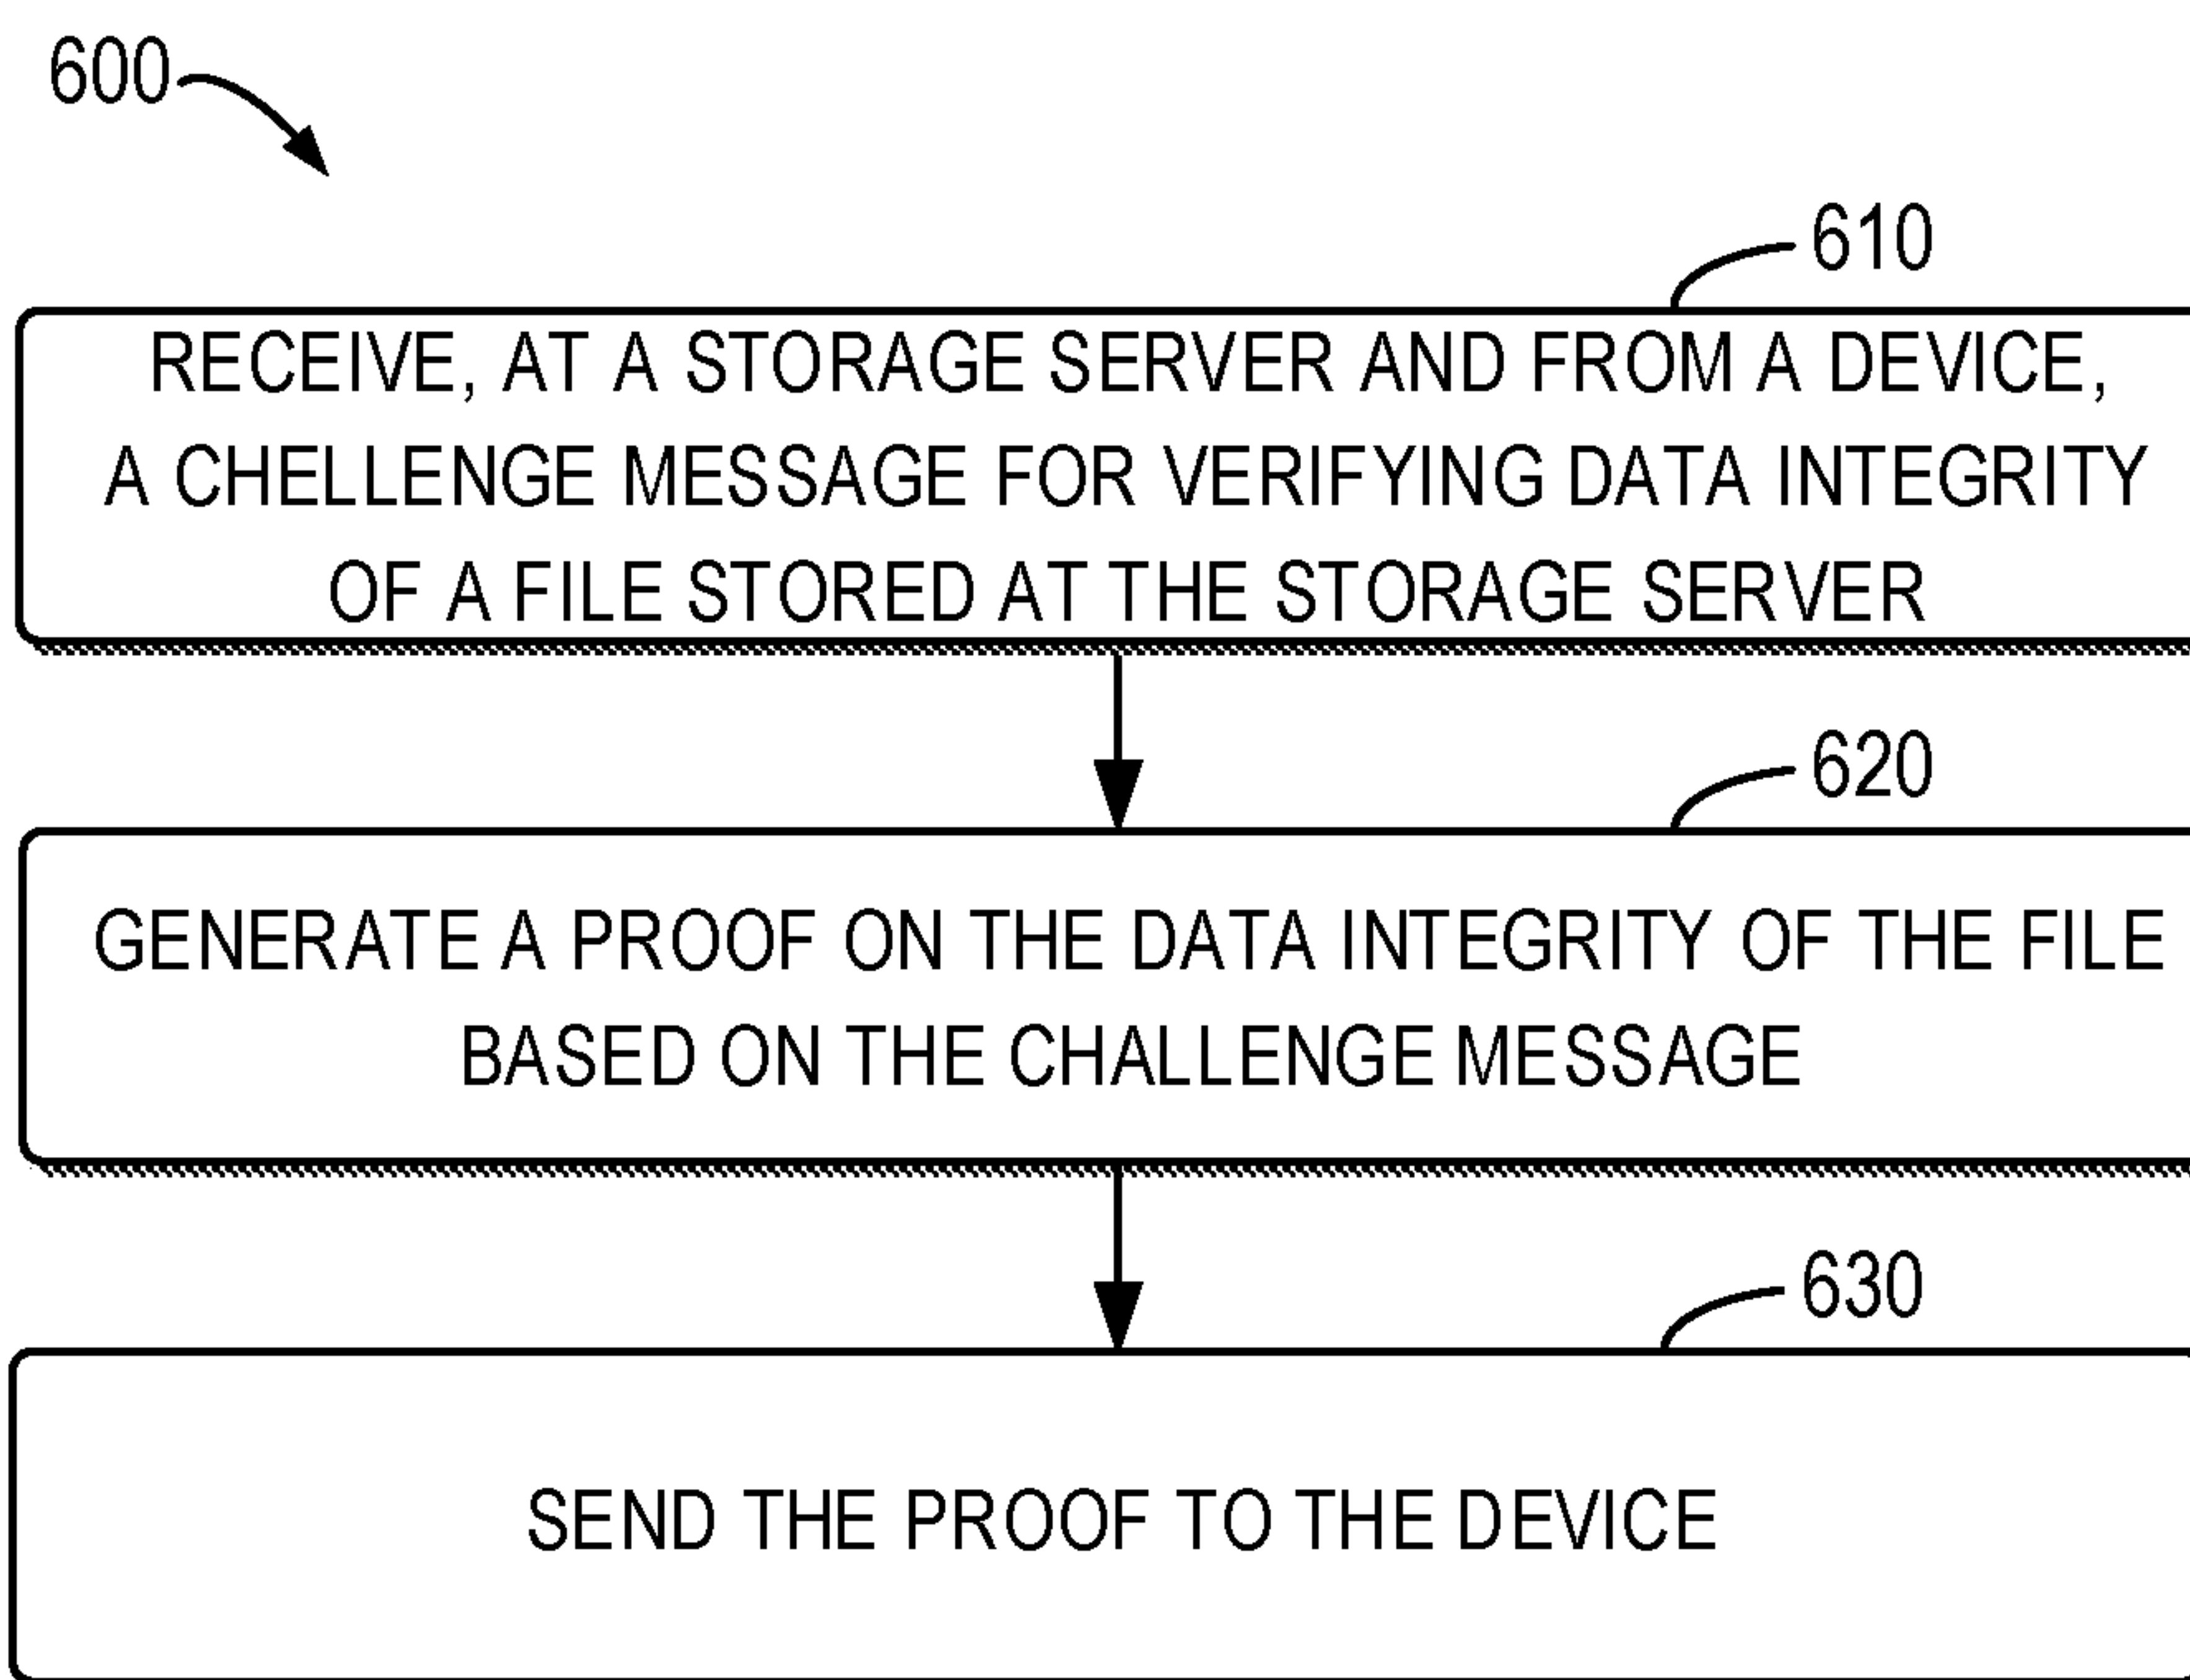 600
610
RECEIVE, AT A STORAGE SERVER AND FROM A DEVICE,
A CHELLENGE MESSAGE FOR VERIFYING DATA INTEGRITY
OF A FILE STORED AT THE STORAGE SERVER
620
GENERATE A PROOF ON THE DATA INTEGRITY OF THE FILE
BASED ON THE CHALLENGE MESSAGE
630
SEND THE PROOF TO THE DEVICE